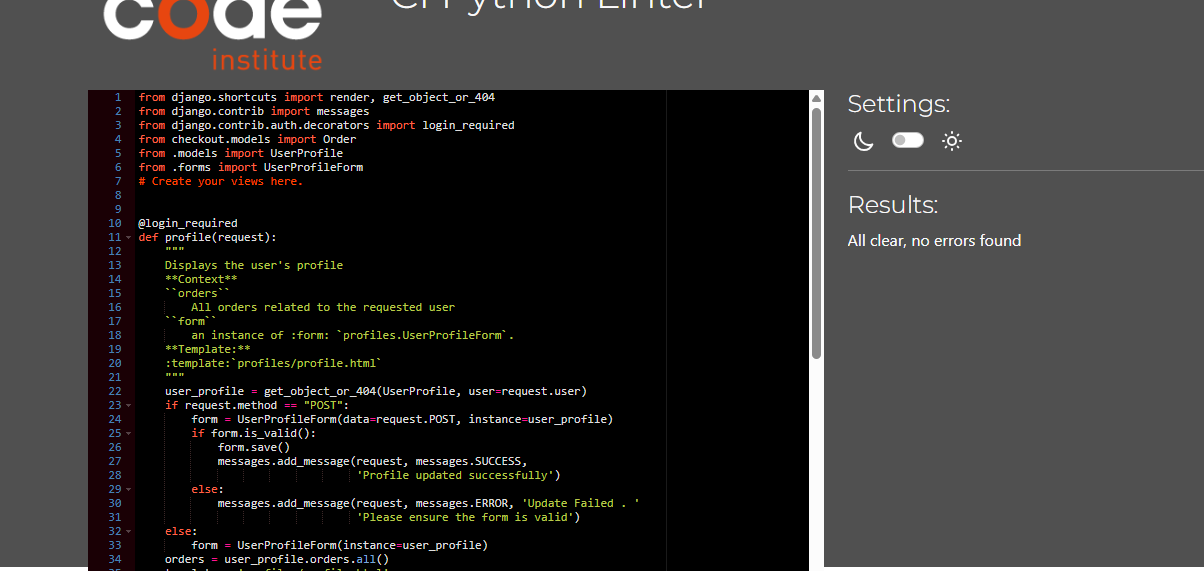 code
institute
CI Python Linter
1 from django.shortcuts import render, get_object_or_404
2 from django.contrib import messages
3 from django.contrib.auth.decorators import login_required
4 from checkout.models import Order
5 from .models import UserProfile
6 from .forms import UserProfileForm
7 # Create your views here.
8
9
10 @login_required
11 def profile(request):
12 """
13 Displays the user's profile
14 **Context**
15 ``orders``
16 All orders related to the requested user
17 ``form``
18 an instance of :form: `profiles.UserProfileForm`.
19 **Template:**
20 :template:`profiles/profile.html`
21 """
22 user_profile = get_object_or_404(UserProfile, user=request.user)
23 if request.method == "POST":
24 form = UserProfileForm(data=request.POST, instance=user_profile)
25 if form.is_valid():
26 form.save()
27 messages.add_message(request, messages.SUCCESS,
28 'Profile updated successfully')
29 else:
30 messages.add_message(request, messages.ERROR, 'Update Failed . '
31 'Please ensure the form is valid')
32 else:
33 form = UserProfileForm(instance=user_profile)
34 orders = user_profile.orders.all()
Settings:
Results:
All clear, no errors found